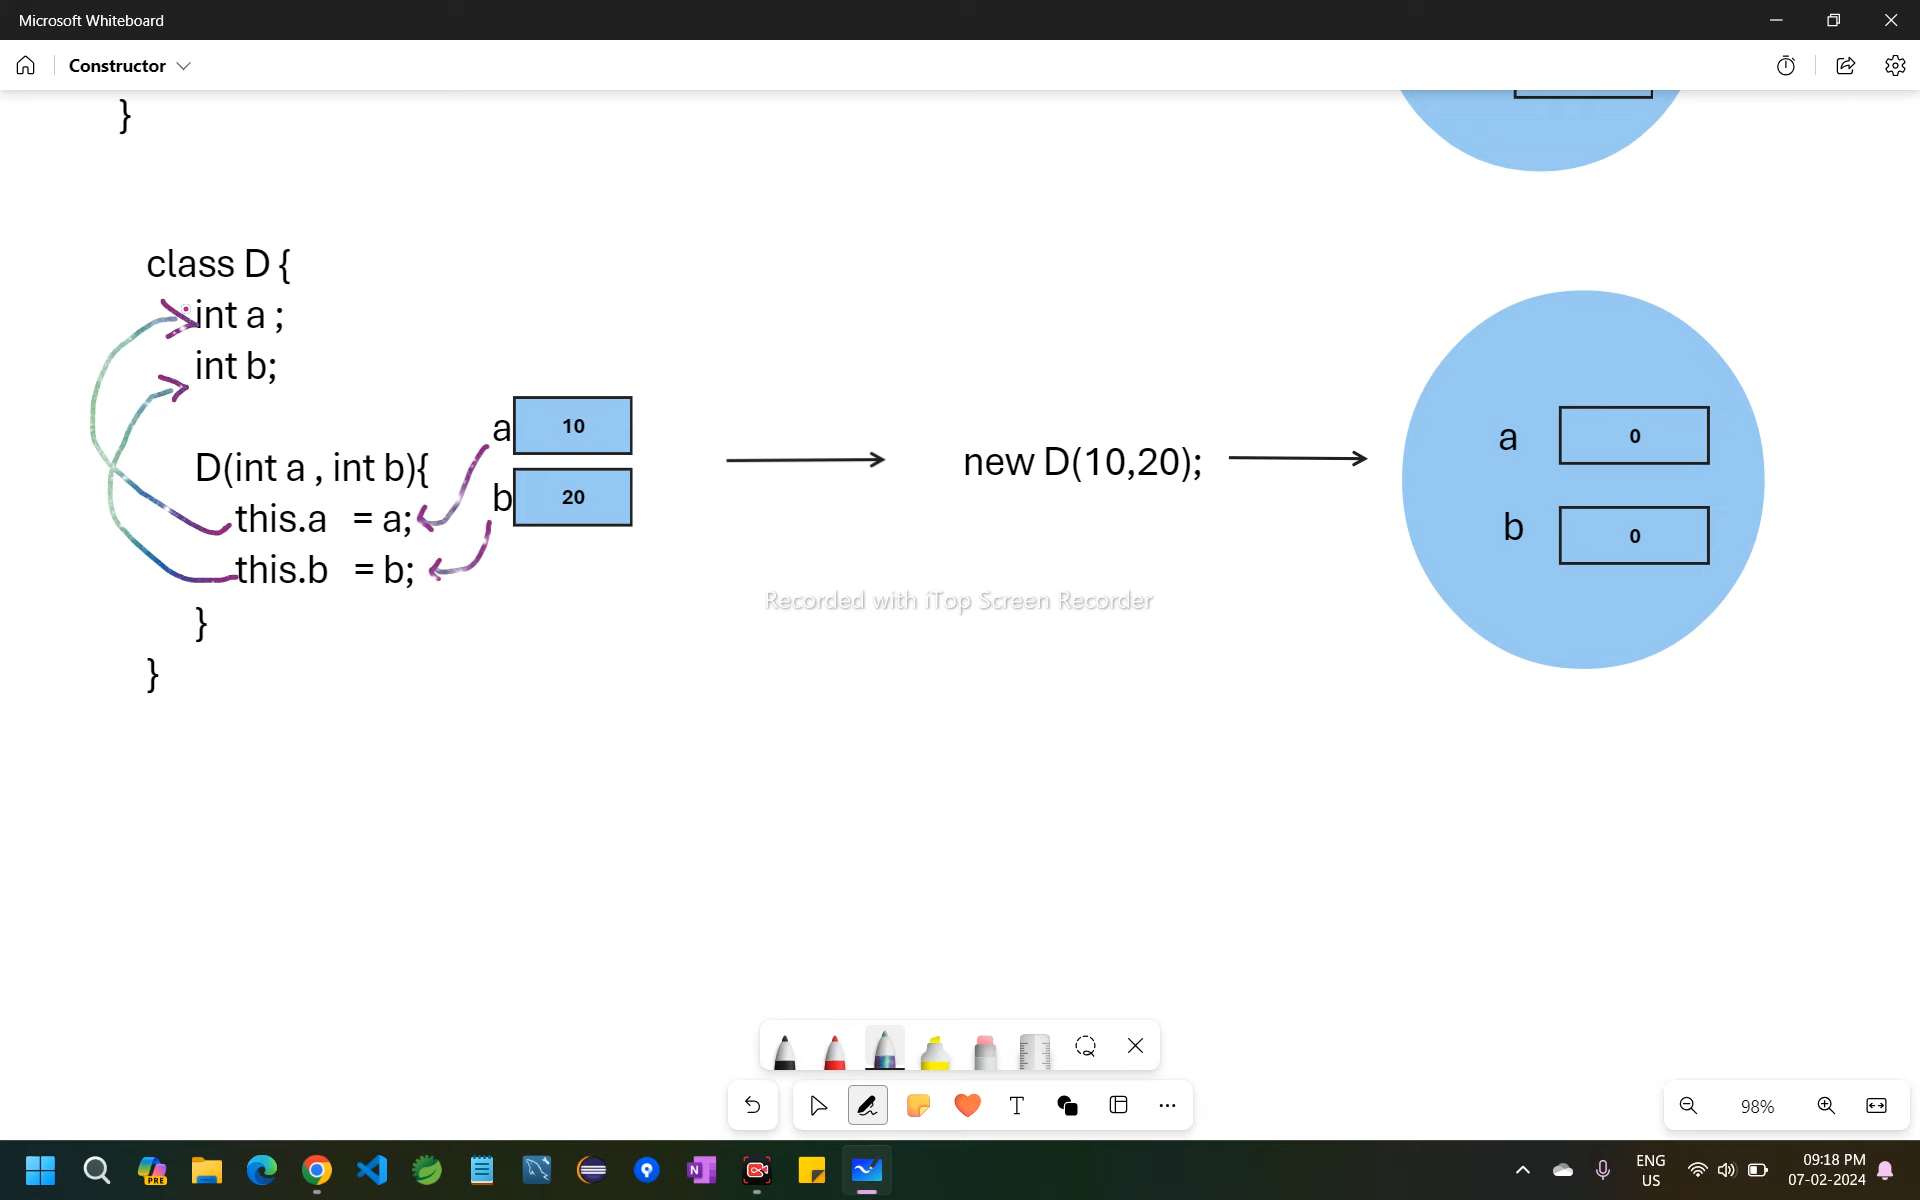 Microsoft Whiteboard
Constructor
}
class D {
int a ;
int b;
D(int a , int b){
this.a = a;
this.b = b;
}
}
a 10
b 20
new D(10,20);
a 0
b 0
Recorded with iTop Screen Recorder
98%
PRE
N
ENG
US
09:18 PM
07-02-2024